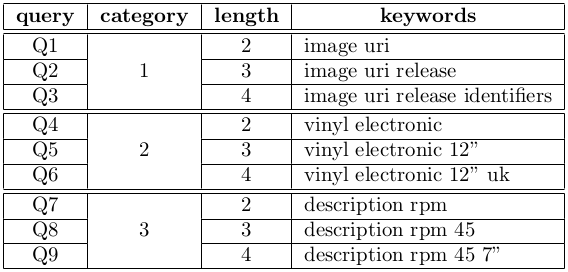 query category length keywords
Q1 2 image uri
Q2 1 3 image uri release
Q3 4 image uri release identifiers
Q4 2 vinyl electronic
Q5 2 3 vinyl electronic 12”
Q6 4 vinyl electronic 12” uk
Q7 2 description rpm
Q8 3 3 description rpm 45
Q9 4 description rpm 45 7”